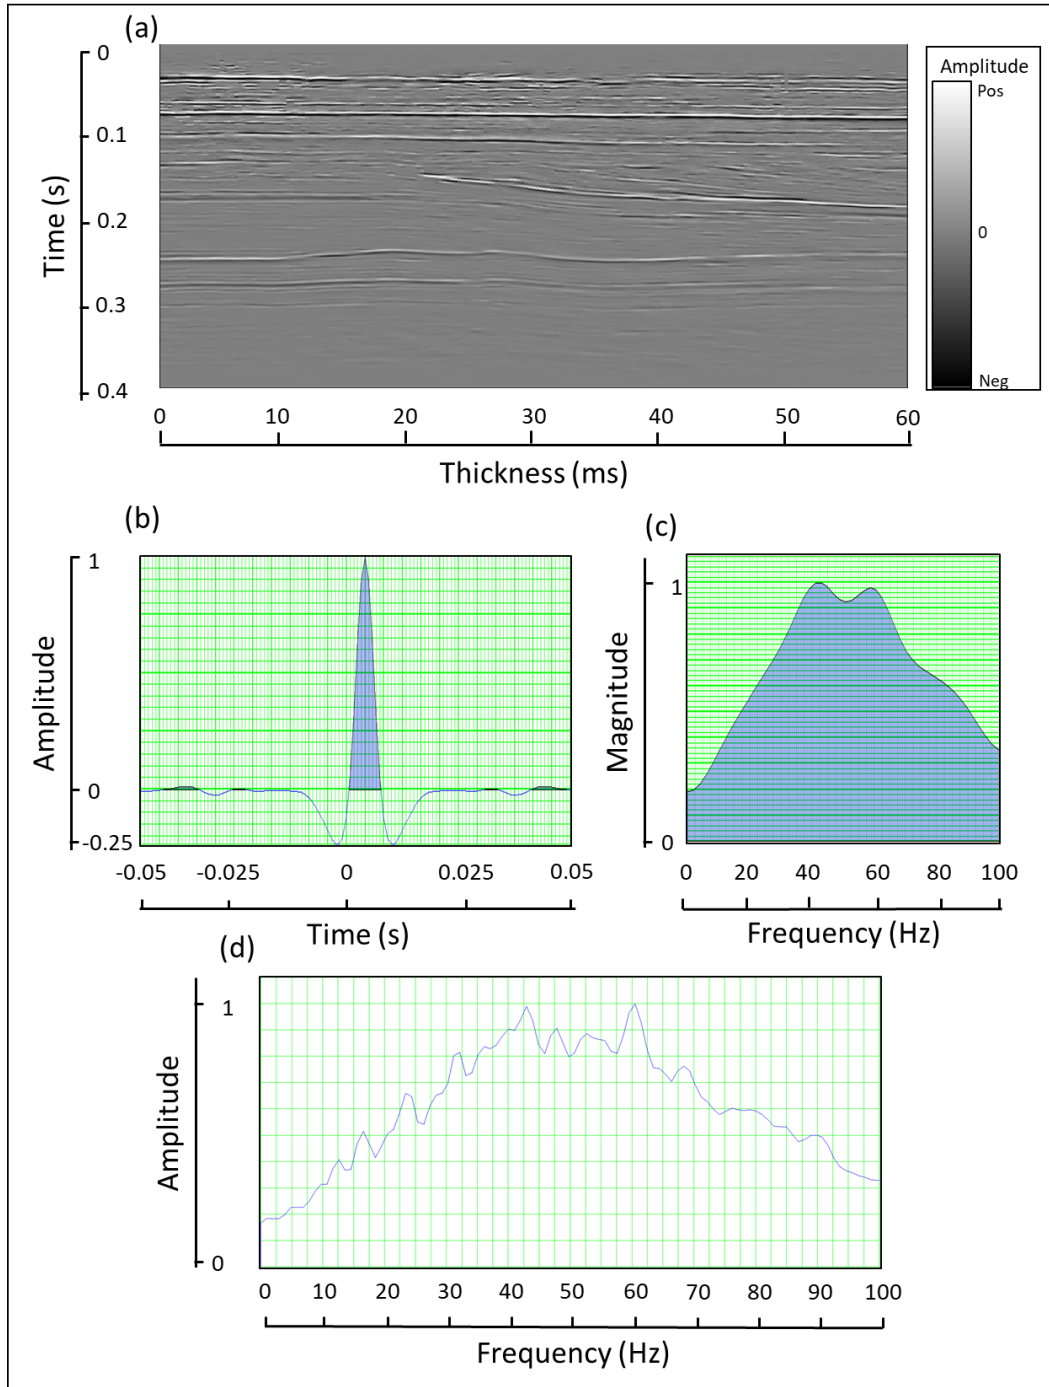 (a)
0
0.1
0.2
0.3
0.4
Time (s)
Amplitude
Pos
0
Neg
0 10 20 30 40 50 60
Thickness (ms)
(b)
1
0
-0.25
Amplitude
-0.05 -0.025 0 0.025 0.05
Time (s)
(c)
1
0
Magnitude
0 20 40 60 80 100
Frequency (Hz)
(d)
1
0
Amplitude
0 10 20 30 40 50 60 70 80 90 100
Frequency (Hz)